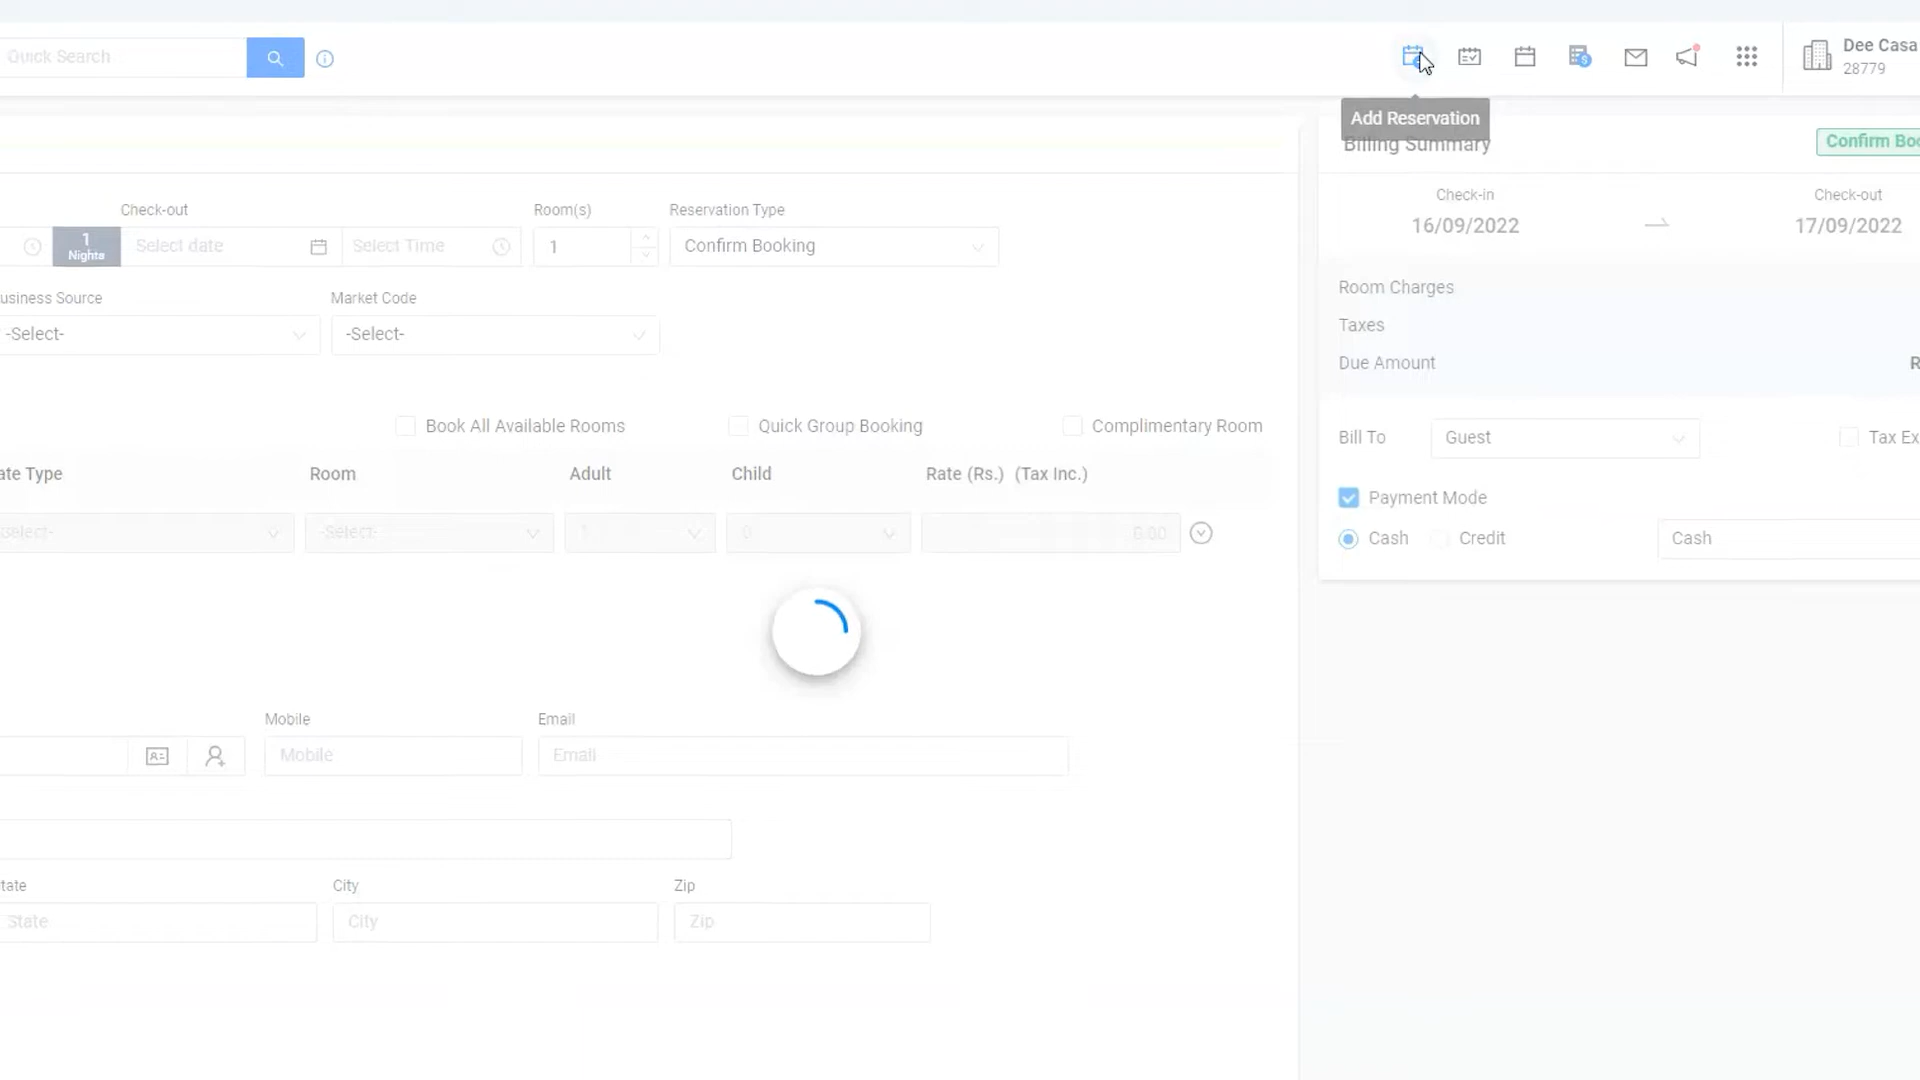 Quick Search
Dee Casa
28779
Add Reservation
Billing Summary
Confirm Boo
Check-in
Check-out
16/09/2022
17/09/2022
Check-out
Room(s)
Reservation Type
1
Nights
Select date
Select Time
1
Confirm Booking
usiness Source
Market Code
-Select-
-Select-
Room Charges
Taxes
Due Amount
R
Book All Available Rooms
Quick Group Booking
Complimentary Room
Bill To
Guest
Tax Ex
ate Type
Room
Adult
Child
Rate (Rs.) (Tax Inc.)
Select-
-Select-
1
0
0.00
Payment Mode
Cash
Credit
Cash
Mobile
Email
Mobile
Email
tate
City
Zip
State
City
Zip